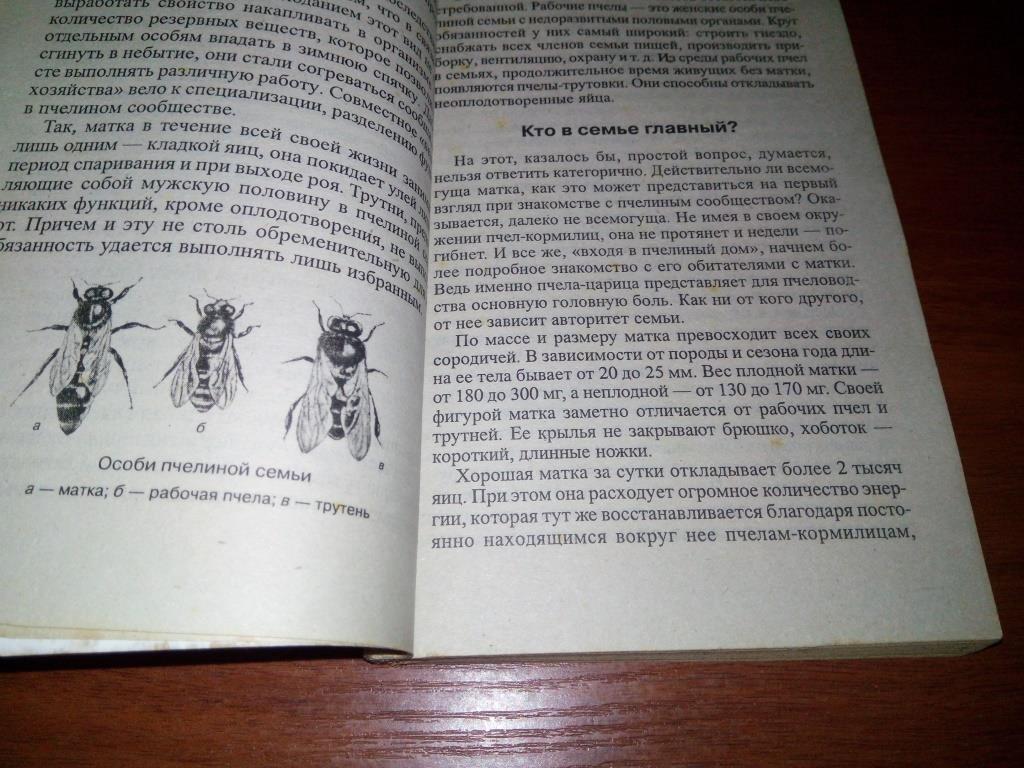 выработать свойство накапливать в организме
количество резервных веществ, которое
отдельным особям впадать в зимнюю спячку.
сгинуть в небытие, они стали согреваться
сте выполнять различную работу. Совместное
хозяйства» вело к специализации, разделению
в пчелином сообществе.
Так, матка в течение всей своей жизни
лишь одним — кладкой яиц, она покидает улей
период спаривания и при выходе роя. Трутни,
ляющие собой мужскую половину в пчелиной
никаких функций, кроме оплодотворения, не
Причем и эту не столь обременительную для
удается выполнять лишь избранным.
а
б
в
Особи пчелиной семьи
а — матка; б — рабочая пчела; в — трутень
требованной. Рабочие пчелы — это женские особи пче-
линой семьи с недоразвитыми половыми органами. Круг
обязанностей у них самый широкий: строить гнездо,
снабжать всех членов семьи пищей, производить при-
борку, вентиляцию, охрану и т. д. Из среды рабочих пчел
в семьях, продолжительное время живущих без матки,
появляются пчелы-трутовки. Они способны откладывать
неоплодотворенные яйца.
Кто в семье главный?
На этот, казалось бы, простой вопрос, думается,
нельзя ответить категорично. Действительно ли всемо-
гуща матка, как это может представиться на первый
взгляд при знакомстве с пчелиным сообществом? Ока-
зывается, далеко не всемогуща. Не имея в своем окру-
жении пчел-кормилиц, она не протянет и недели — по-
гибнет. И все же, «входя в пчелиный дом», начнем бо-
лее подробное знакомство с его обитателями с матки.
Ведь именно пчела-царица представляет для пчеловод-
ства основную головную боль. Как ни от кого другого,
от нее зависит авторитет семьи.
По массе и размеру матка превосходит всех своих
сородичей. В зависимости от породы и сезона года дли-
на ее тела бывает от 20 до 25 мм. Вес плодной матки —
от 180 до 300 мг, а неплодной — от 130 до 170 мг. Своей
фигурой матка заметно отличается от рабочих пчел и
трутней. Ее крылья не закрывают брюшко, хоботок —
короткий, длинные ножки.
Хорошая матка за сутки откладывает более 2 тысяч
яиц. При этом она расходует огромное количество энер-
гии, которая тут же восстанавливается благодаря посто-
янно находящимся вокруг нее пчелам-кормилицам,